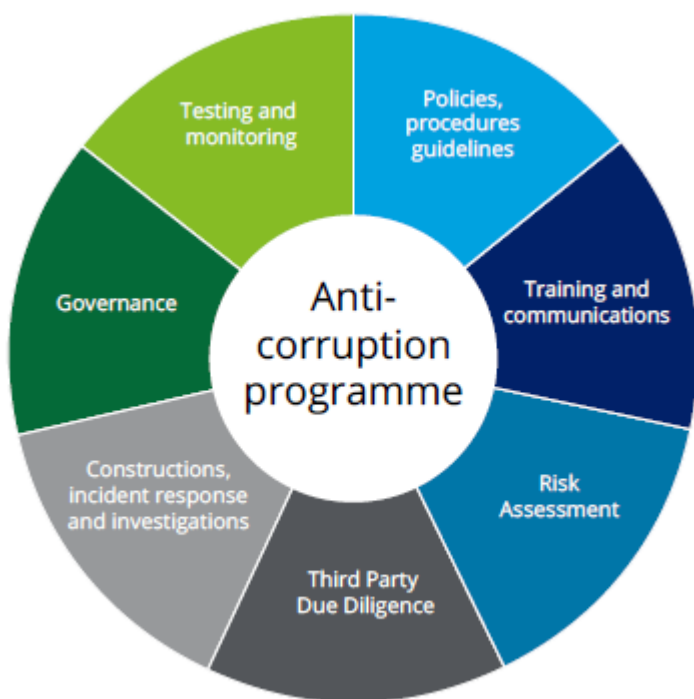 Policies,
procedures
guidelines
Training and
communications
Risk
Assessment
Third Party
Due Diligence
Constructions,
incident response
and investigations
Governance
Testing and
monitoring
Anti-
corruption
programme